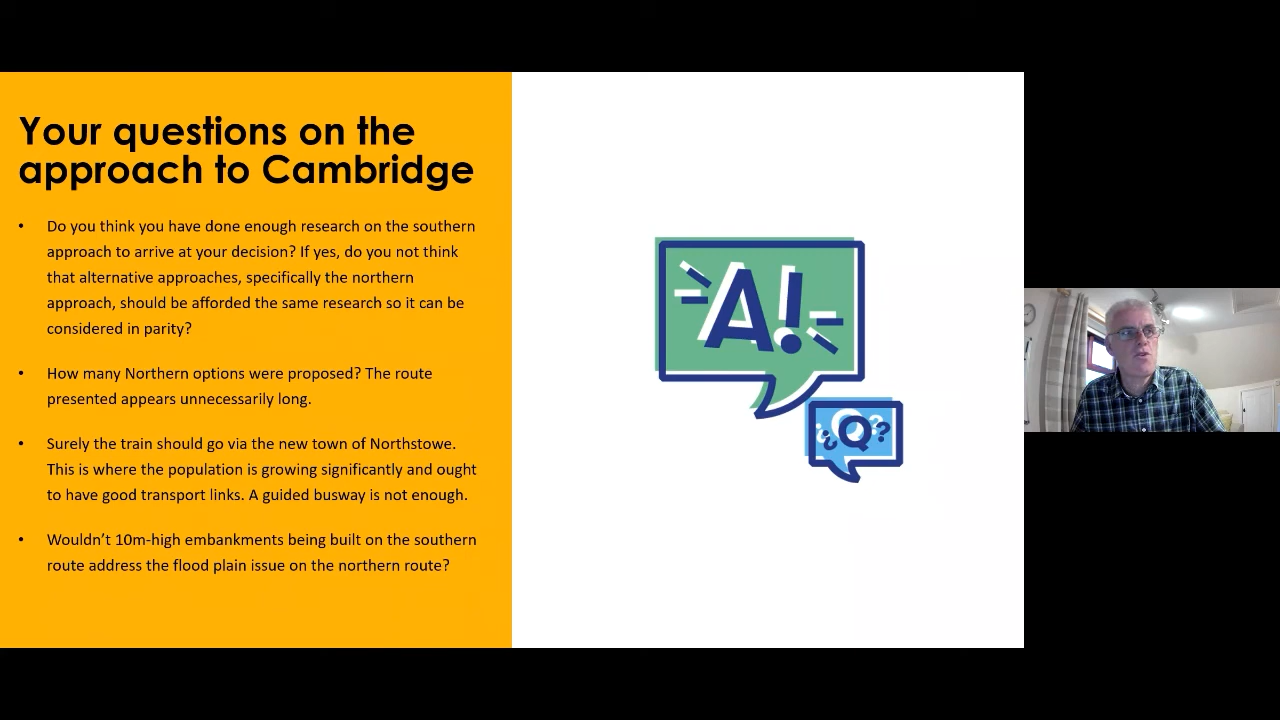 Your questions on the
approach to Cambridge
• Do you think you have done enough research on the southern
approach to arrive at your decision? If yes, do you not think
that alternative approaches, specifically the northern
approach, should be afforded the same research so it can be
considered in parity?
• How many Northern options were proposed? The route
presented appears unnecessarily long.
• Surely the train should go via the new town of Northstowe.
This is where the population is growing significantly and ought
to have good transport links. A guided busway is not enough.
• Wouldn’t 10m-high embankments being built on the southern
route address the flood plain issue on the northern route?
A!
¿Q?